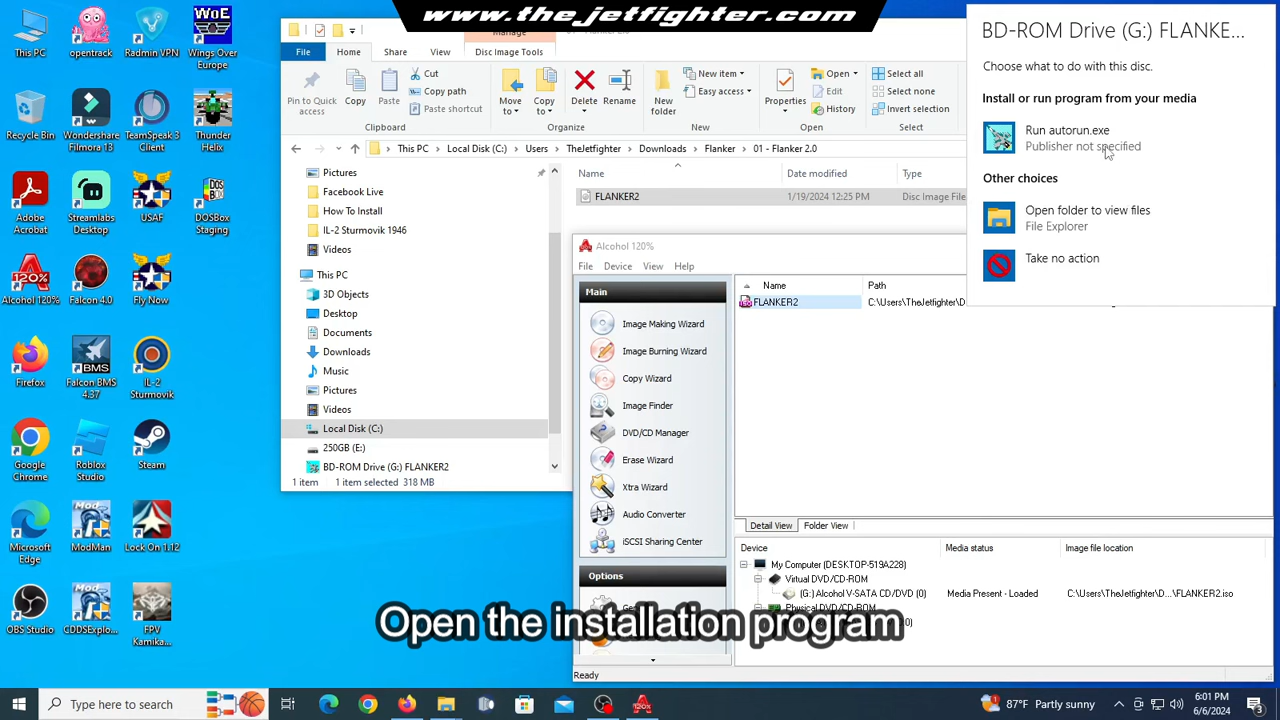 www.thejetfighter.com
This PC
opentrack
Radmin VPN
Wings Over
Europe
Recycle Bin
Wondershare
Filmora 13
TeamSpeak 3
Client
Thunder
Helix
Adobe
Acrobat
Streamlabs
Desktop
USAF
DOSBox
Staging
Alcohol 120%
Falcon 4.0
Fly Now
Firefox
Falcon BMS
4.37
IL-2
Sturmovik
Google
Chrome
Roblox
Studio
Steam
Microsoft
Edge
ModMan
Lock On 1.12
OBS Studio
CDDSExplo...
FPV
Kamika...
Manage
File
Home
Share
View
Disc Image Tools
Pin to Quick
access
Copy
Paste
Cut
Copy path
Paste shortcut
Clipboard
Move
to
Copy
to
Delete
Rename
Organize
New
folder
New item
Easy access
New
Properties
Open
Edit
History
Open
Select all
Select none
Invert selection
Select
This PC > Local Disk (C:) > Users > TheJetfighter > Downloads > Flanker > 01 - Flanker 2.0
Name
Date modified
Type
FLANKER2
1/19/2024 12:25 PM
Disc Image File
Pictures
Facebook Live
How To Install
IL-2 Sturmovik 1946
Videos
This PC
3D Objects
Desktop
Documents
Downloads
Music
Pictures
Videos
Local Disk (C:)
250GB (E:)
BD-ROM Drive (G:) FLANKER2
1 item
1 item selected 318 MB
Alcohol 120%
File Device View Help
Main
Image Making Wizard
Image Burning Wizard
Copy Wizard
Image Finder
DVD/CD Manager
Erase Wizard
Xtra Wizard
Audio Converter
iSCSI Sharing Center
Options
Name
Path
FLANKER2
C:\Users\TheJetfighter\D
Detail View
Folder View
Device
Media status
Image file location
My Computer (DESKTOP-519A228)
Virtual DVD/CD-ROM
(G:) Alcohol V-SATA CD/DVD (0)
Media Present - Loaded
C:\Users\TheJetfighter\D...\FLANKER2.iso
Physical DVD/CD-ROM
Ready
BD-ROM Drive (G:) FLANKE...
Choose what to do with this disc.
Install or run program from your media
Run autorun.exe
Publisher not specified
Other choices
Open folder to view files
File Explorer
Take no action
Open the installation program
Type here to search
87°F Partly sunny
6:01 PM
6/6/2024
3